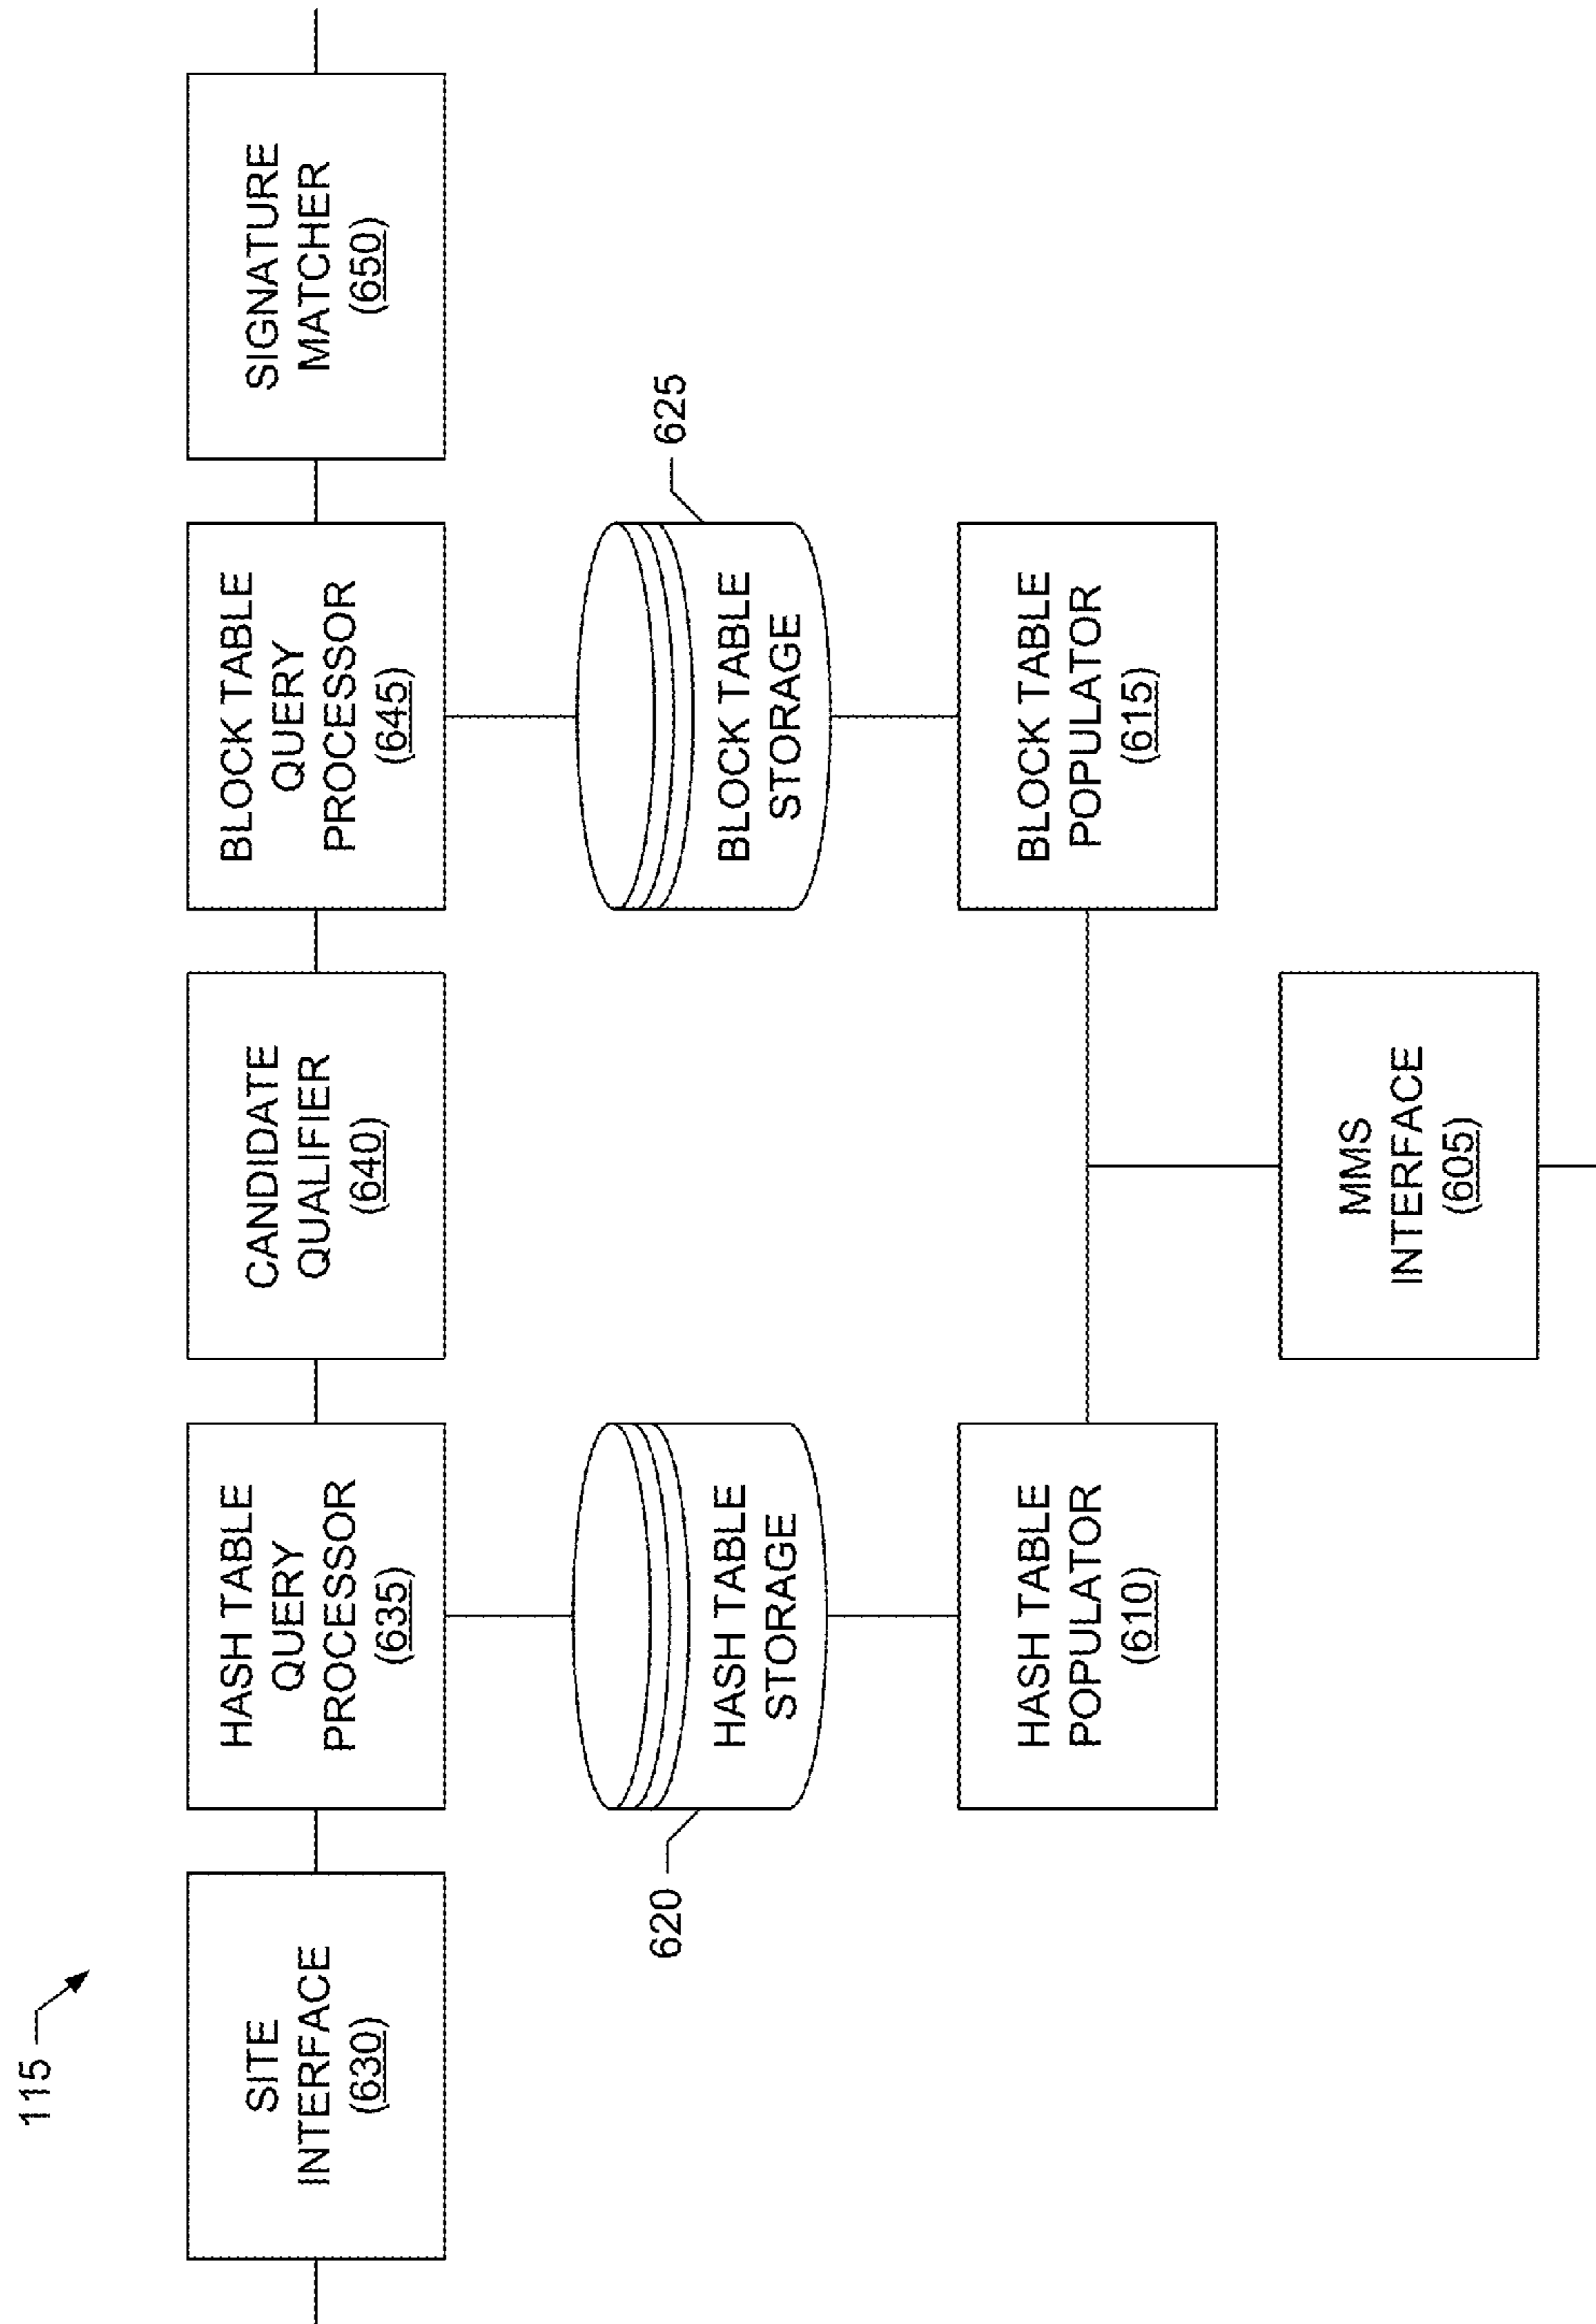 115
SITE
INTERFACE
(630)
HASH TABLE
QUERY
PROCESSOR
(635)
CANDIDATE
QUALIFIER
(640)
BLOCK TABLE
QUERY
PROCESSOR
(645)
SIGNATURE
MATCHER
(650)
620
HASH TABLE
STORAGE
BLOCK TABLE
STORAGE
625
HASH TABLE
POPULATOR
(610)
BLOCK TABLE
POPULATOR
(615)
MMS
INTERFACE
(605)